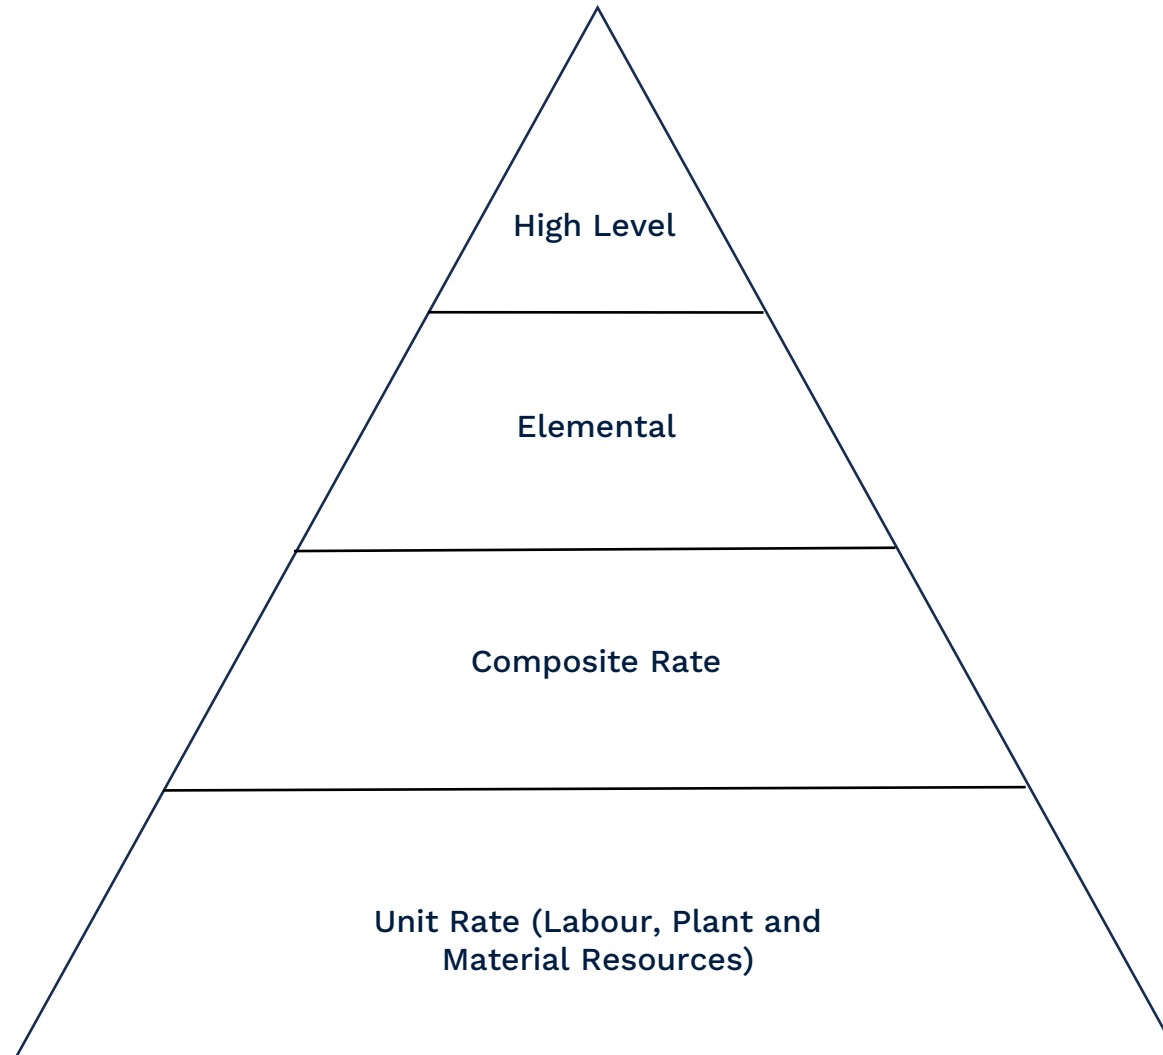 High Level
Elemental
Composite Rate
Unit Rate (Labour, Plant and
Material Resources)